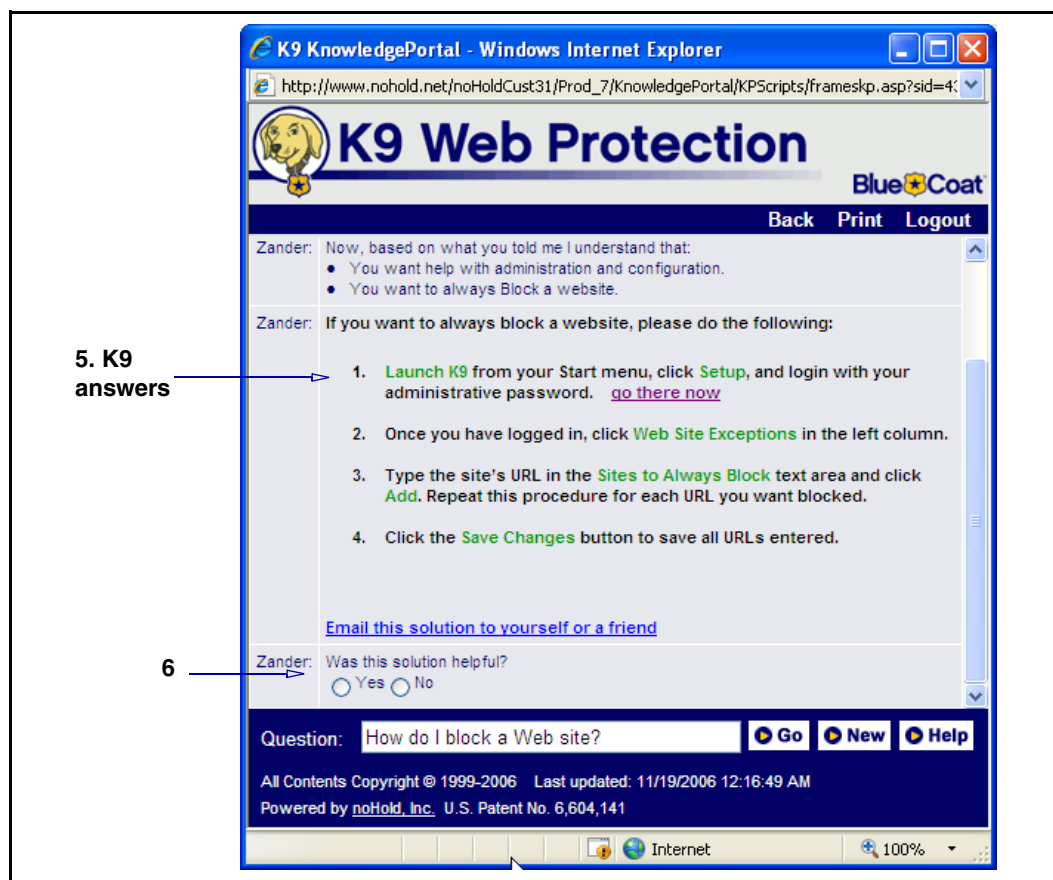 K9 KnowledgePortal - Windows Internet Explorer
http://www.nohold.net/noHoldCust31/Prod_7/KnowledgePortal/KPScripts/frameskp.asp?sid=4
K9 Web Protection
Blue Coat
Back Print Logout
Zander: Now, based on what you told me I understand that:
• You want help with administration and configuration.
• You want to always Block a website.
Zander: If you want to always block a website, please do the following:
5. K9
answers
1. Launch K9 from your Start menu, click Setup, and login with your
administrative password. go there now
2. Once you have logged in, click Web Site Exceptions in the left column.
3. Type the site's URL in the Sites to Always Block text area and click
Add. Repeat this procedure for each URL you want blocked.
4. Click the Save Changes button to save all URLs entered.
Email this solution to yourself or a friend
6
Zander: Was this solution helpful?
Yes No
Question: How do I block a Web site? Go New Help
All Contents Copyright © 1999-2006 Last updated: 11/19/2006 12:16:49 AM
Powered by noHold, Inc. U.S. Patent No. 6,604,141
Internet 100%